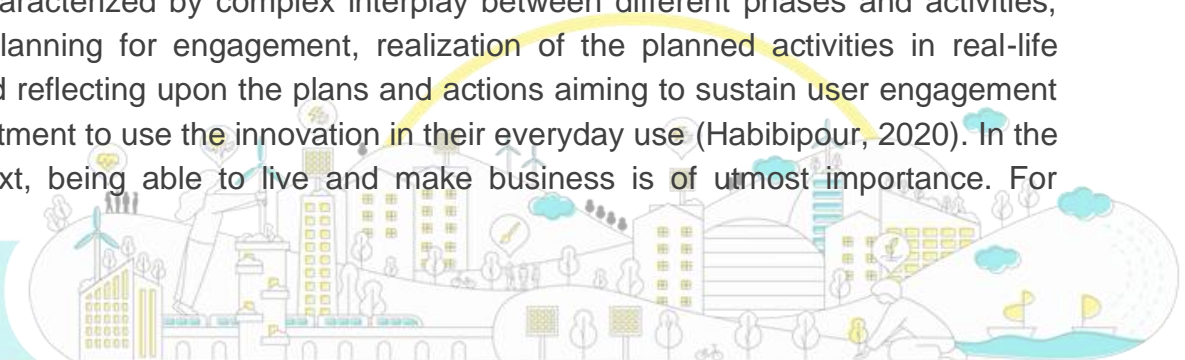 aracterized by complex interplay between different phases and activities,
lanning for engagement, realization of the planned activities in real-life
d reflecting upon the plans and actions aiming to sustain user engagement
tment to use the innovation in their everyday use (Habibipour, 2020). In the
xt, being able to live and make business is of utmost importance. For